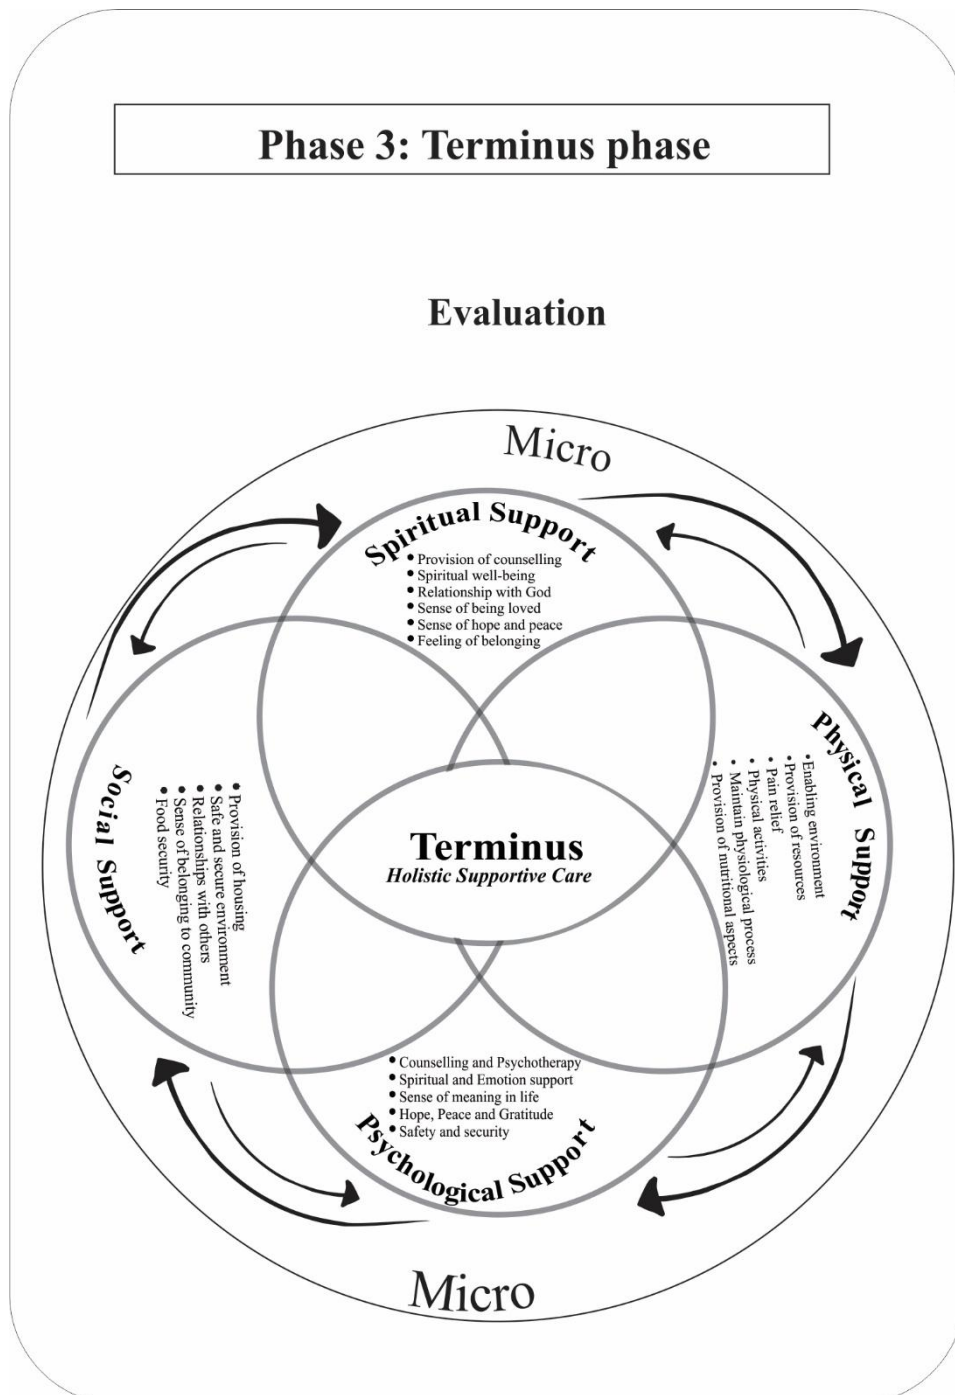 Phase 3: Terminus phase
Evaluation
Micro
Spiritual Support
• Provision of counselling
• Spiritual well-being
• Relationship with God
• Sense of being loved
• Sense of hope and peace
• Feeling of belonging
Physical Support
• Enabling environment
• Provision of resources
• Pain relief
• Physical activities
• Maintain physiological process
• Provision of nutritional aspects
Social Support
• Provision of housing
• Safe and secure environment
• Relationships with others
• Sense of belonging to community
• Food security
Terminus
Holistic Supportive Care
• Counselling and Psychotherapy
• Spiritual and Emotion support
• Sense of meaning in life
• Hope, Peace and Gratitude
• Safety and security
Psychological Support
Micro